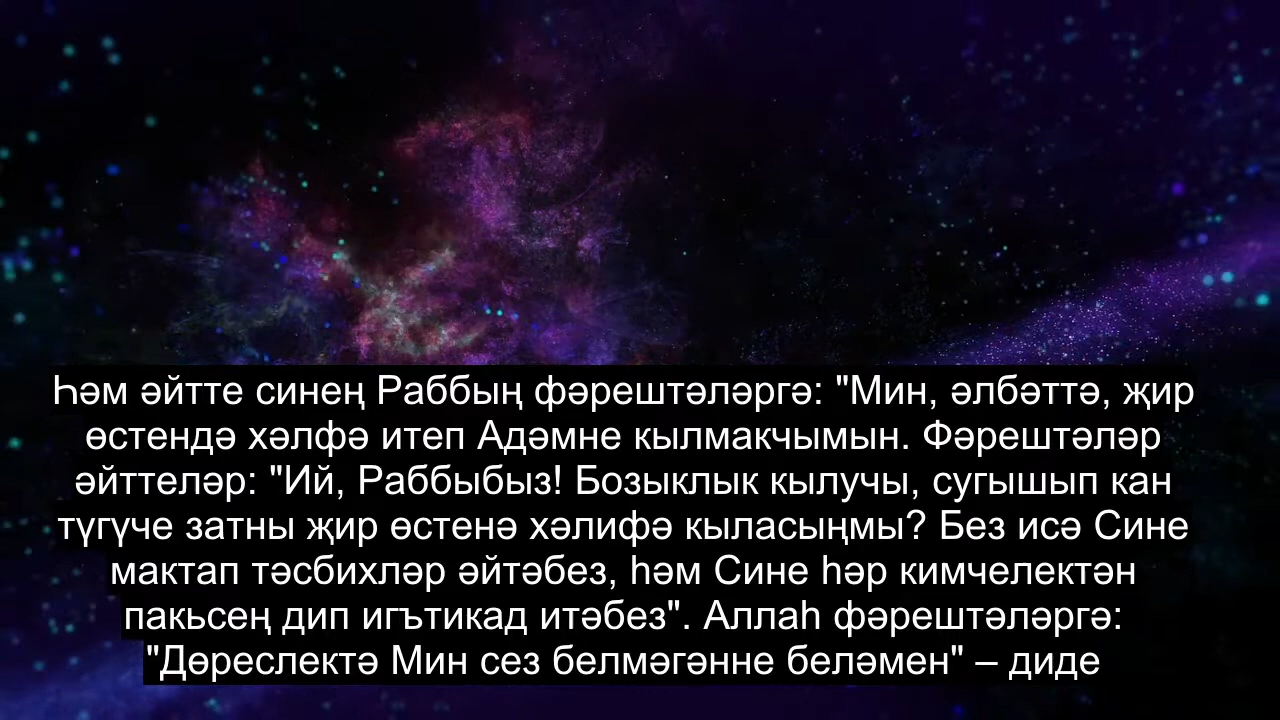 Һәм әйтте синең Раббың фәрештәләргә: "Мин, әлбәттә, җир
өстендә хәлфә итеп Адәмне кылмакчымын. Фәрештәләр
әйттеләр: "Ий, Раббыбыз! Бозыклык кылучы, сугышып кан
түгүче затны җир өстенә хәлифә кыласыңмы? Без исә Сине
мактап тәсбихләр әйтәбез, һәм Сине һәр кимчелектән
пакьсең дип игътикад итәбез". Аллаһ фәрештәләргә:
"Дөреслектә Мин сез белмәгәнне беләмен" – диде